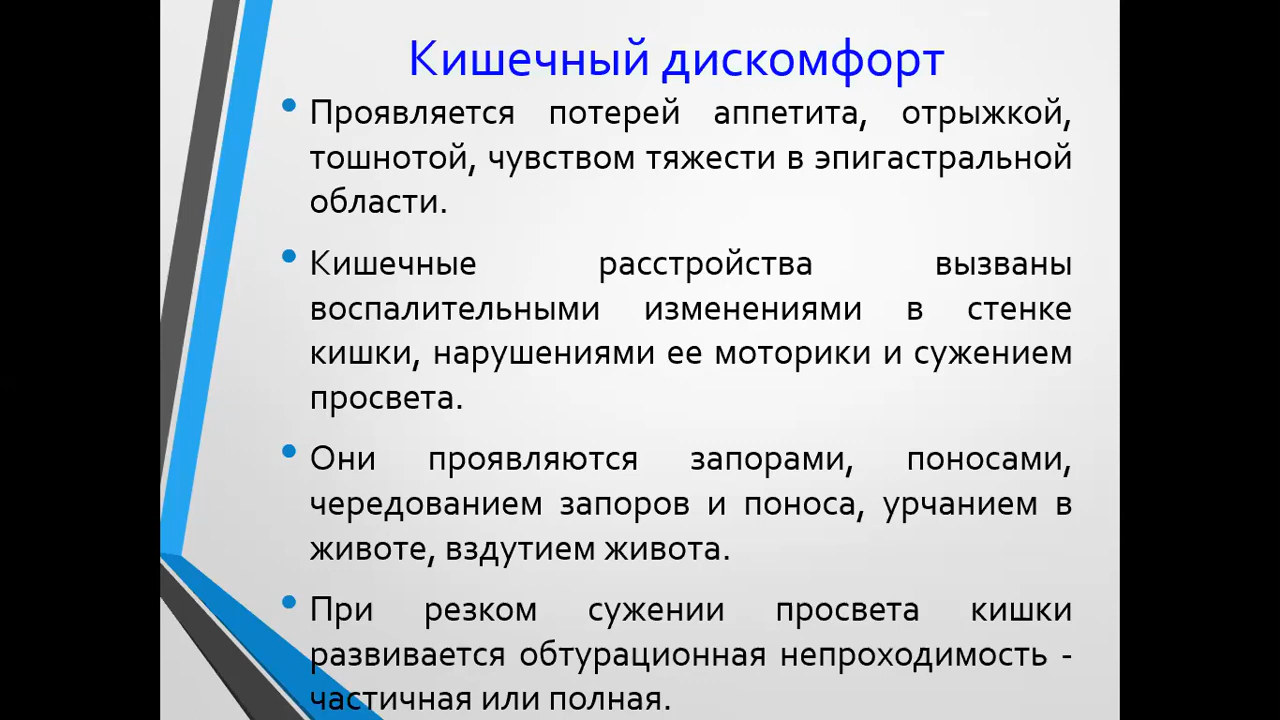 Кишечный дискомфорт
• Проявляется потерей аппетита, отрыжкой,
тошнотой, чувством тяжести в эпигастральной
области.
• Кишечные расстройства вызваны
воспалительными изменениями в стенке
кишки, нарушениями ее моторики и сужением
просвета.
• Они проявляются запорами, поносами,
чередованием запоров и поноса, урчанием в
животе, вздутием живота.
• При резком сужении просвета кишки
развивается обтурационная непроходимость -
частичная или полная.